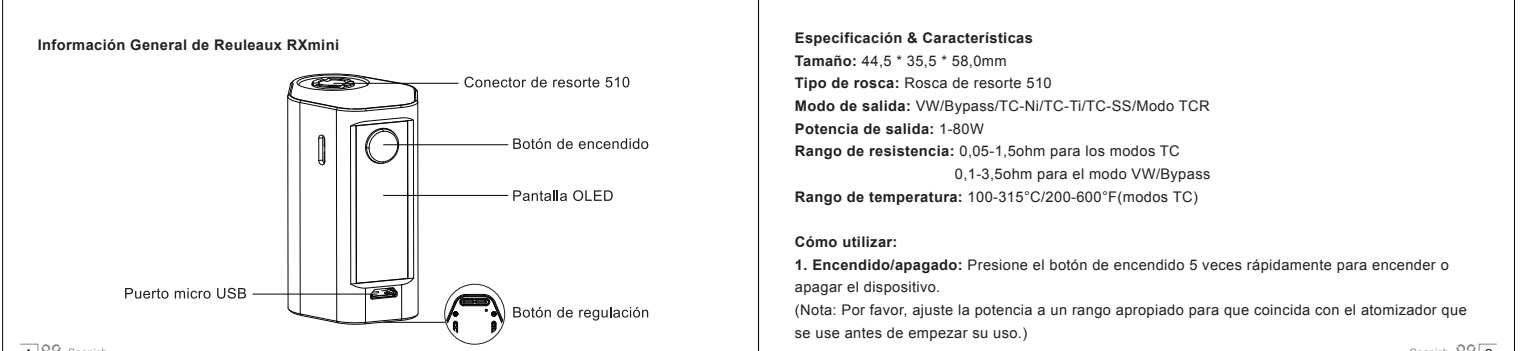 Información General de Reuleaux RXmini
Conector de resorte 510
Botón de encendido
Pantalla OLED
Puerto micro USB
Botón de regulación
Especificación & Características
Tamaño: 44,5 * 35,5 * 58,0mm
Tipo de rosca: Rosca de resorte 510
Modo de salida: VW/Bypass/TC-Ni/TC-Ti/TC-SS/Modo TCR
Potencia de salida: 1-80W
Rango de resistencia: 0,05-1,5ohm para los modos TC
0,1-3,5ohm para el modo VW/Bypass
Rango de temperatura: 100-315°C/200-600°F(modos TC)
Cómo utilizar:
1. Encendido/apagado: Presione el botón de encendido 5 veces rápidamente para encender o
apagar el dispositivo.
(Nota: Por favor, ajuste la potencia a un rango apropiado para que coincida con el atomizador que
se use antes de empezar su uso.)